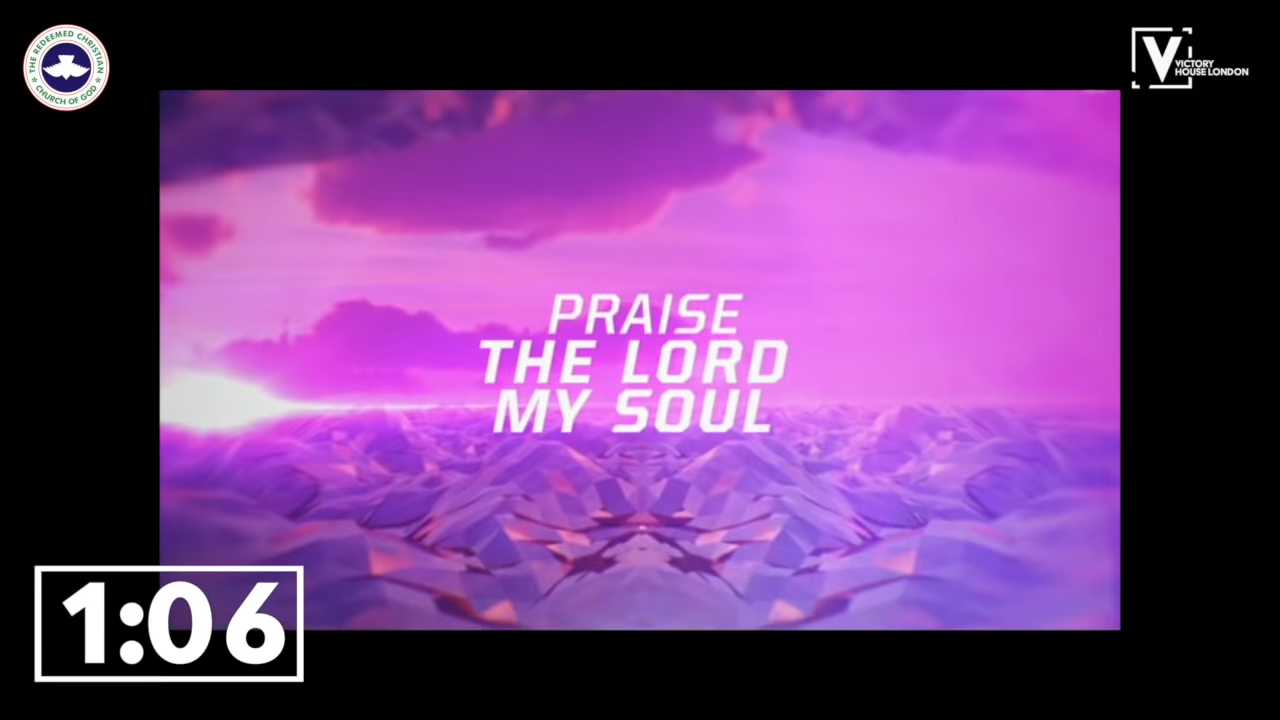 THE REDEEMED CHRISTIAN
CHURCH OF GOD
VICTORY
HOUSE LONDON
PRAISE
THE LORD
MY SOUL
1:06